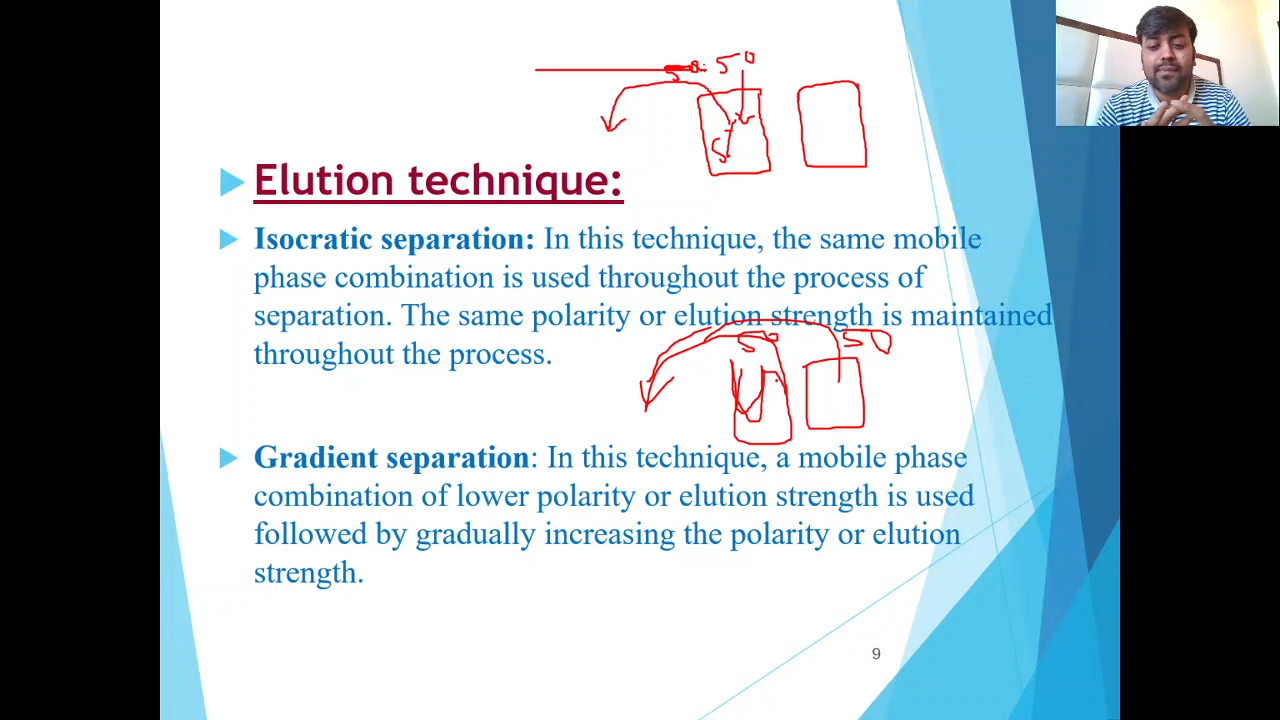 50
Elution technique:
Isocratic separation: In this technique, the same mobile
phase combination is used throughout the process of
separation. The same polarity or elution strength is maintained
throughout the process.
50
Gradient separation: In this technique, a mobile phase
combination of lower polarity or elution strength is used
followed by gradually increasing the polarity or elution
strength.
9